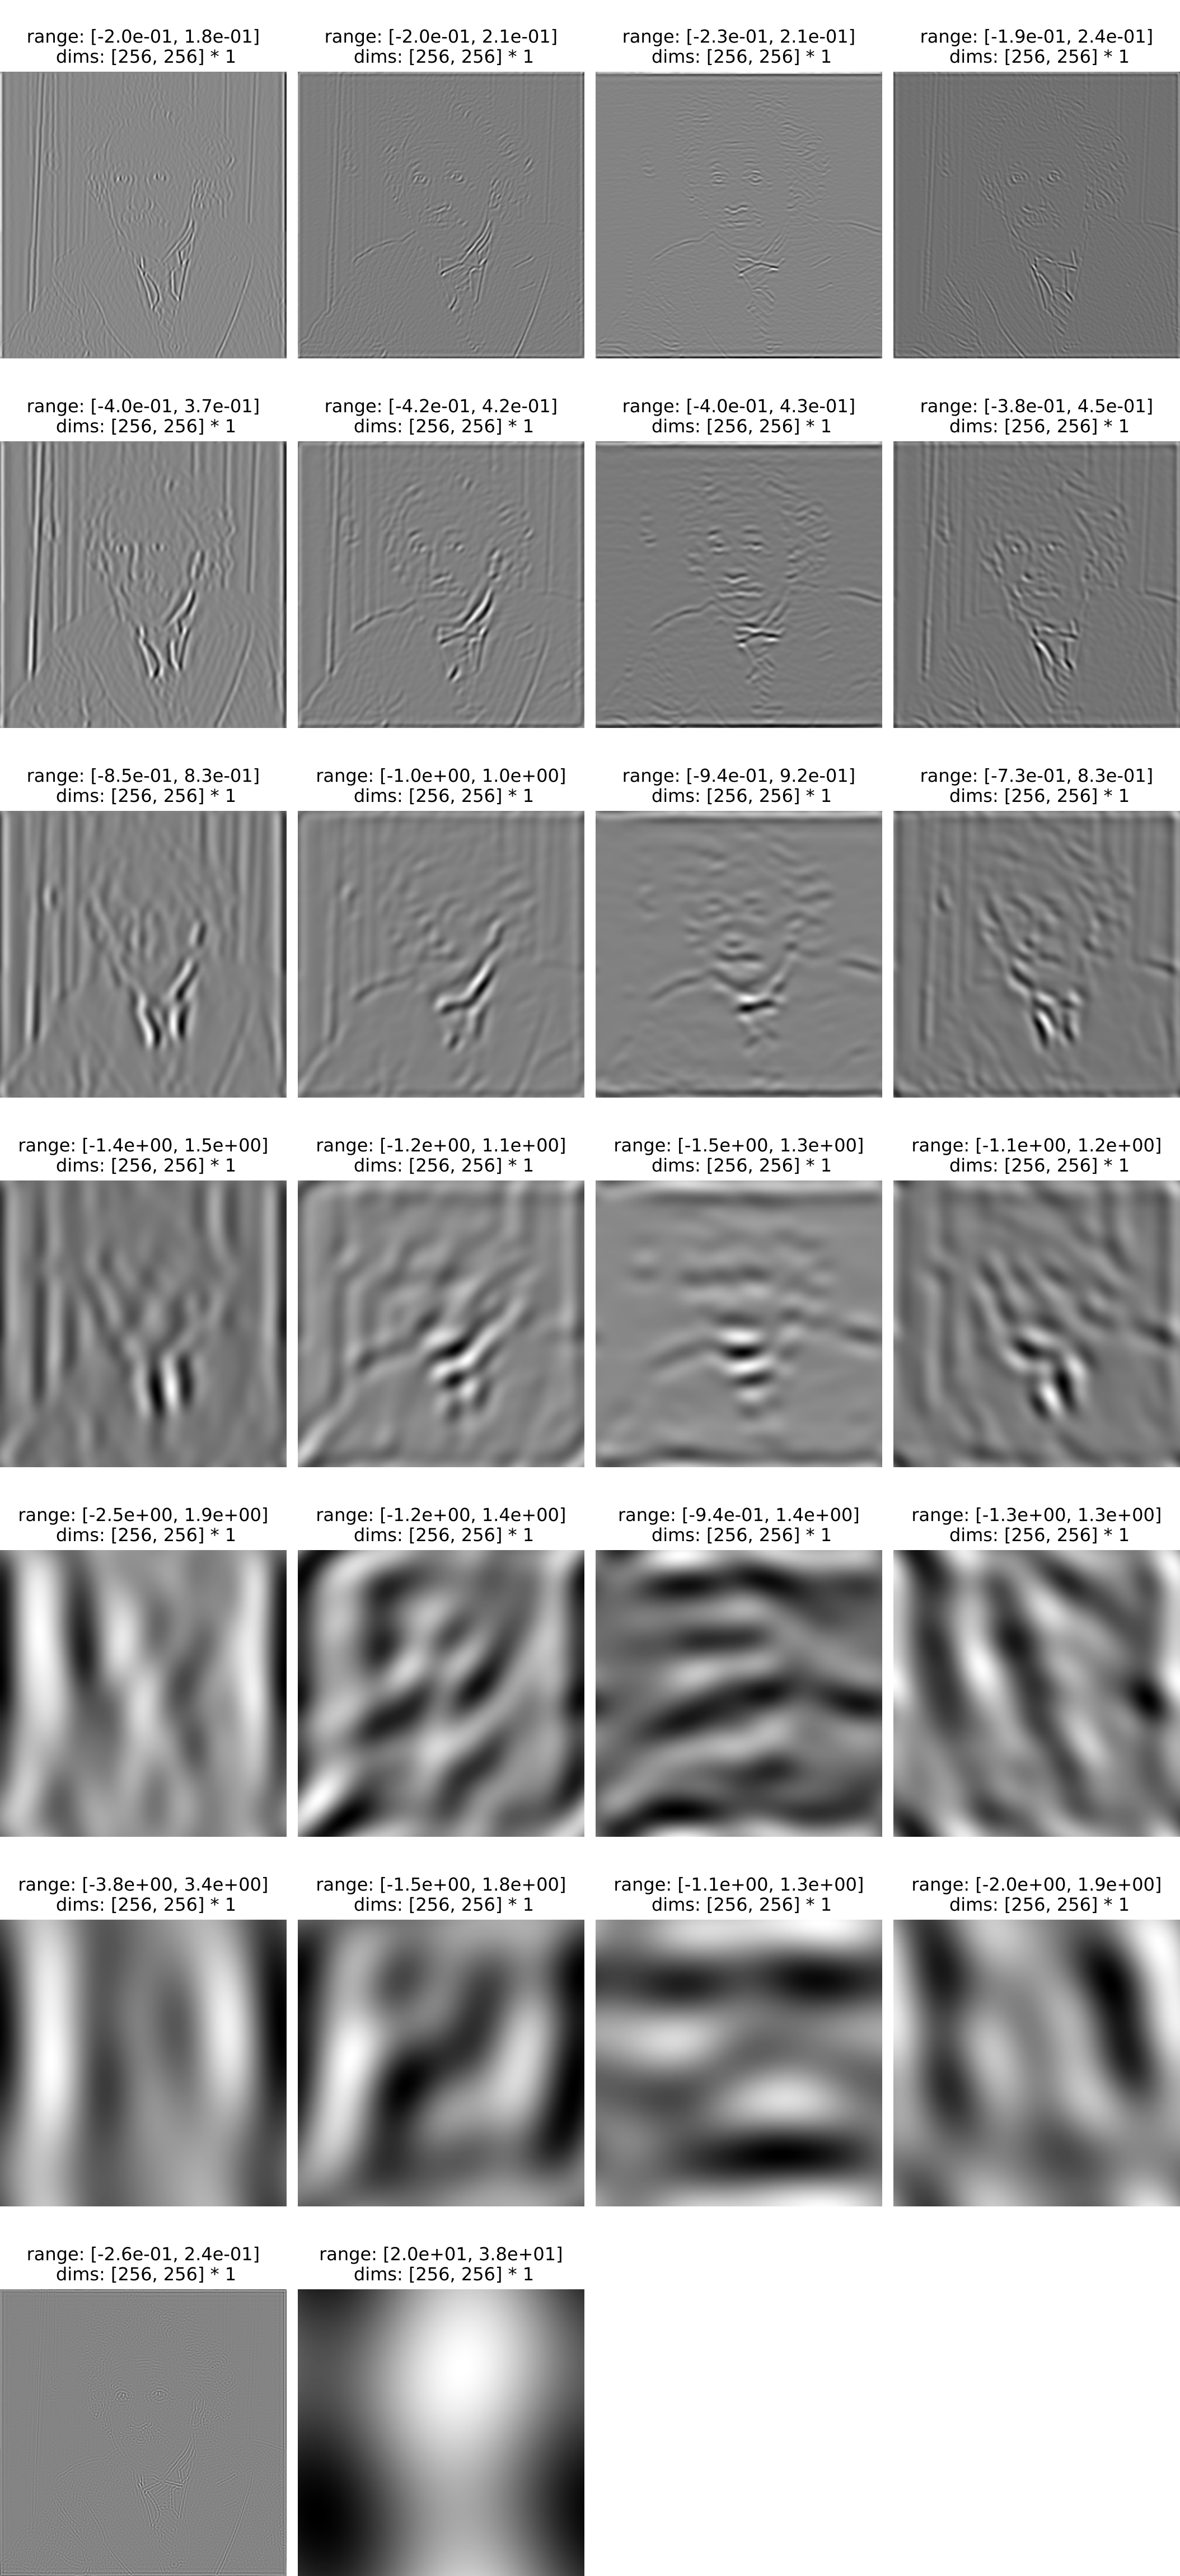 range: [-2.0e-01, 1.8e-01]
dims: [256, 256] * 1
range: [-2.0e-01, 2.1e-01]
dims: [256, 256] * 1
range: [-2.3e-01, 2.1e-01]
dims: [256, 256] * 1
range: [-1.9e-01, 2.4e-01]
dims: [256, 256] * 1
range: [-4.0e-01, 3.7e-01]
dims: [256, 256] * 1
range: [-4.2e-01, 4.2e-01]
dims: [256, 256] * 1
range: [-4.0e-01, 4.3e-01]
dims: [256, 256] * 1
range: [-3.8e-01, 4.5e-01]
dims: [256, 256] * 1
range: [-8.5e-01, 8.3e-01]
dims: [256, 256] * 1
range: [-1.0e+00, 1.0e+00]
dims: [256, 256] * 1
range: [-9.4e-01, 9.2e-01]
dims: [256, 256] * 1
range: [-7.3e-01, 8.3e-01]
dims: [256, 256] * 1
range: [-1.4e+00, 1.5e+00]
dims: [256, 256] * 1
range: [-1.2e+00, 1.1e+00]
dims: [256, 256] * 1
range: [-1.5e+00, 1.3e+00]
dims: [256, 256] * 1
range: [-1.1e+00, 1.2e+00]
dims: [256, 256] * 1
range: [-2.5e+00, 1.9e+00]
dims: [256, 256] * 1
range: [-1.2e+00, 1.4e+00]
dims: [256, 256] * 1
range: [-9.4e-01, 1.4e+00]
dims: [256, 256] * 1
range: [-1.3e+00, 1.3e+00]
dims: [256, 256] * 1
range: [-3.8e+00, 3.4e+00]
dims: [256, 256] * 1
range: [-1.5e+00, 1.8e+00]
dims: [256, 256] * 1
range: [-1.1e+00, 1.3e+00]
dims: [256, 256] * 1
range: [-2.0e+00, 1.9e+00]
dims: [256, 256] * 1
range: [-2.6e-01, 2.4e-01]
dims: [256, 256] * 1
range: [2.0e+01, 3.8e+01]
dims: [256, 256] * 1